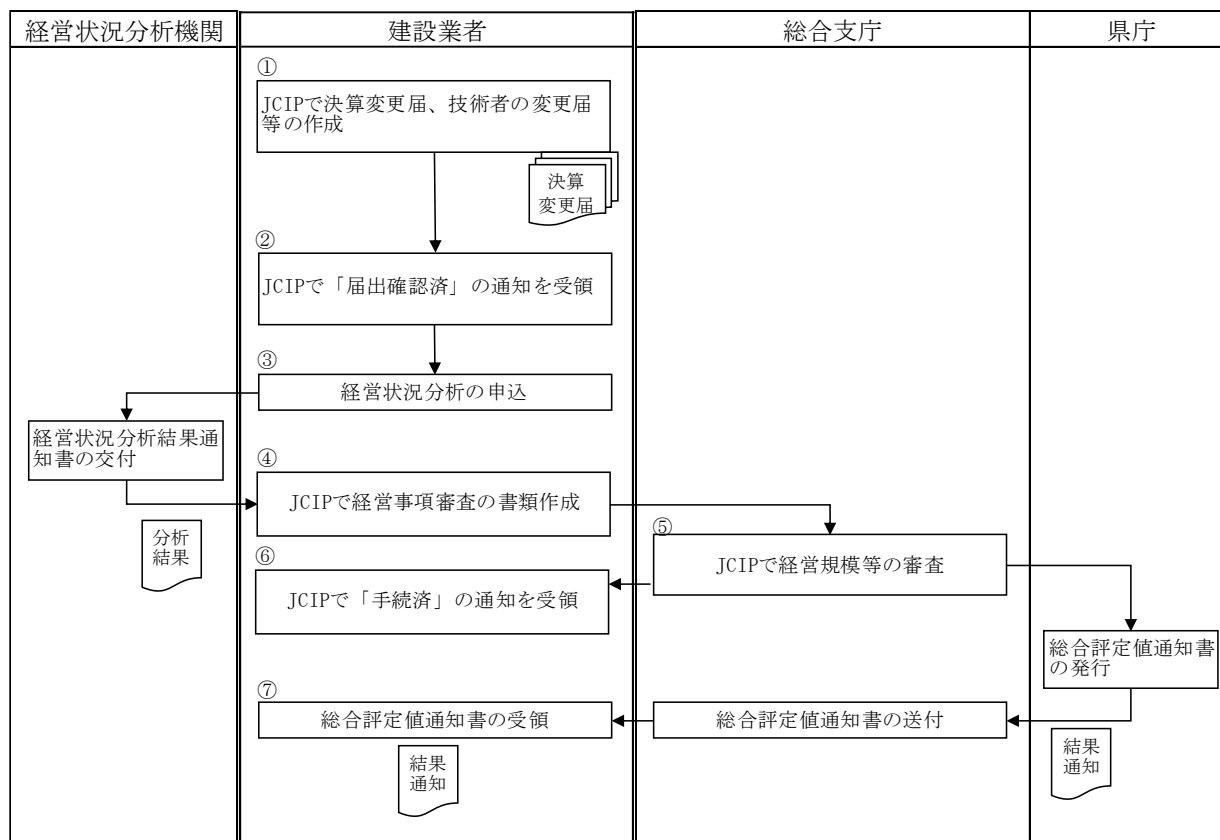 経営状況分析機関
建設業者
総合支庁
県庁
①
JCIPで決算変更届、技術者の変更届
等の作成
決算
変更届
②
JCIPで「届出確認済」の通知を受領
③
経営状況分析の申込
経営状況分析結果通
知書の交付
④
JCIPで経営事項審査の書類作成
分析
結果
⑤
JCIPで経営規模等の審査
⑥
JCIPで「手続済」の通知を受領
総合評定値通知書
の発行
⑦
総合評定値通知書の受領
総合評定値通知書の送付
結果
通知
結果
通知